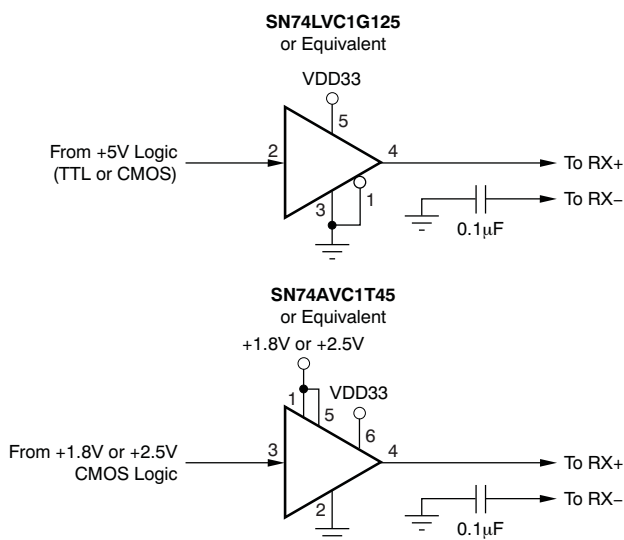 SN74LVC1G125
or Equivalent
VDD33
5
From +5V Logic
(TTL or CMOS)
2
4
To RX+
3
1
To RX−
0.1μF
SN74AVC1T45
or Equivalent
+1.8V or +2.5V
VDD33
1
5
6
From +1.8V or +2.5V
CMOS Logic
3
4
To RX+
2
To RX−
0.1μF